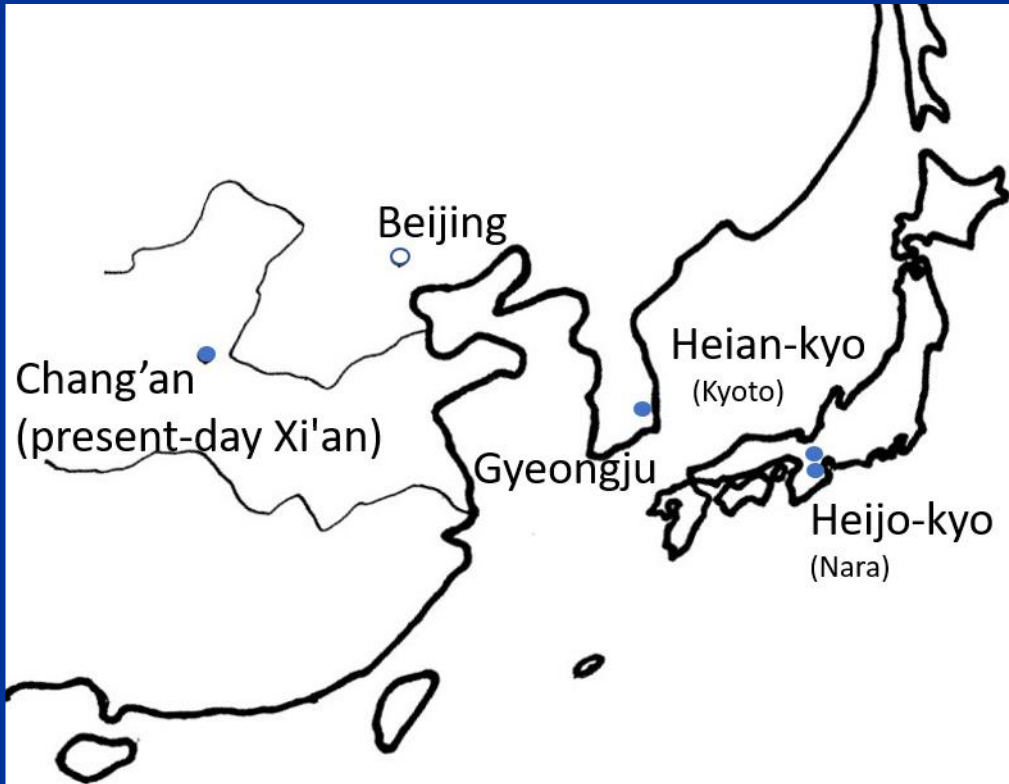 Beijing
Heian-kyo
(Kyoto)
Chang’an
(present-day Xi'an)
Gyeongju
Heijo-kyo
(Nara)